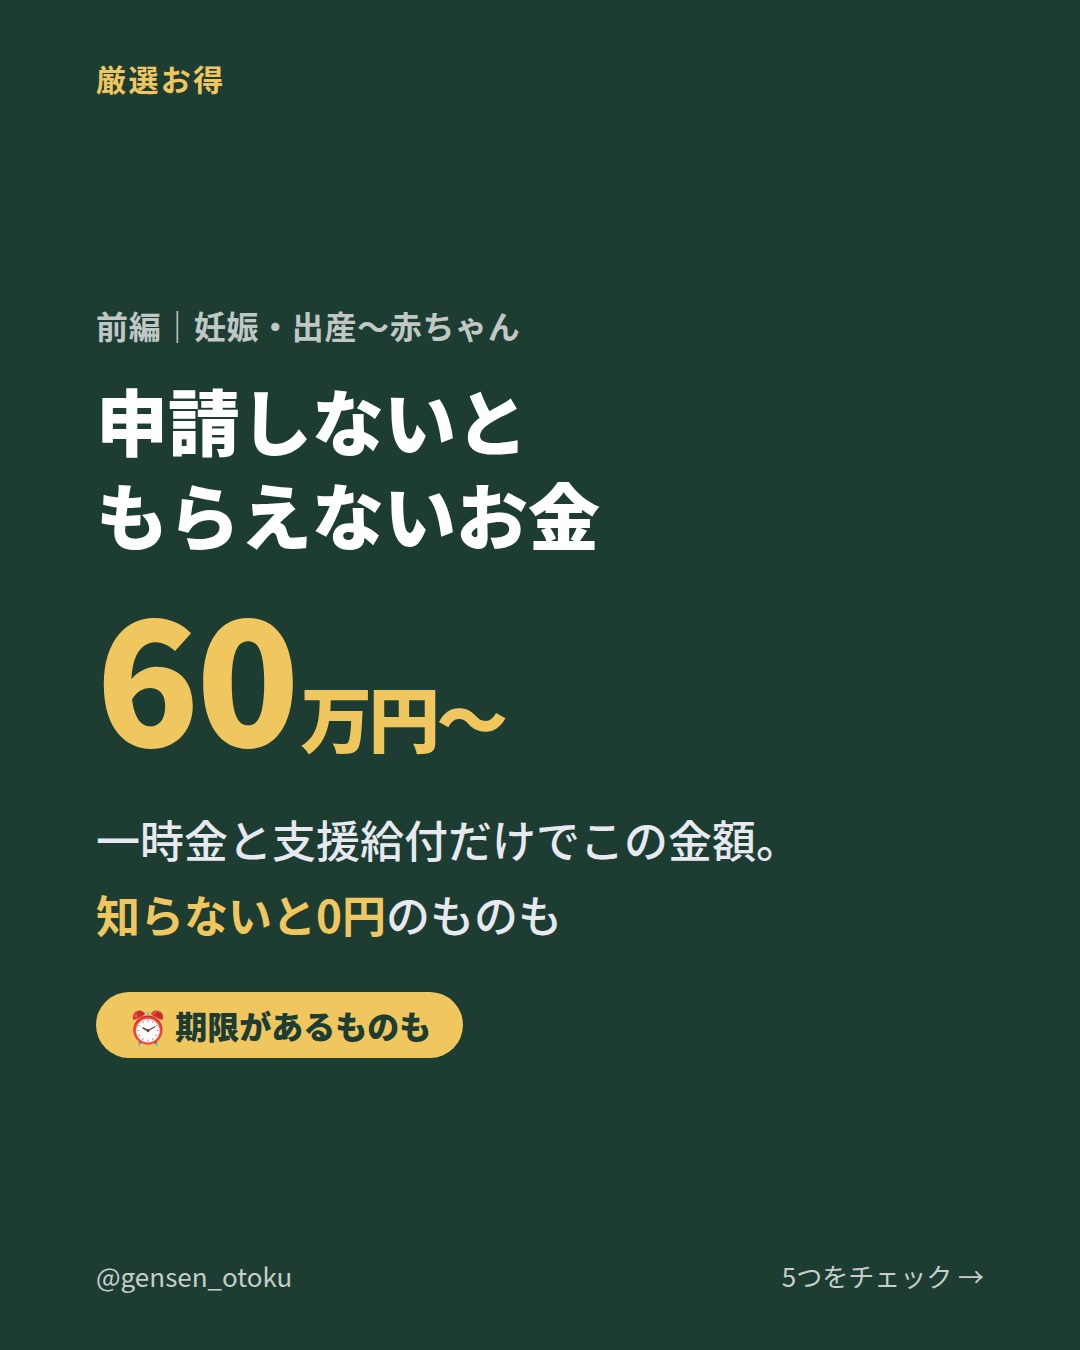 厳選お得
前編｜妊娠・出産〜赤ちゃん
申請しないと
もらえないお金
60万円〜
一時金と支援給付だけでこの金額。
知らないと0円のものも
⏰ 期限があるものも
@gensen_otoku
5つをチェック →